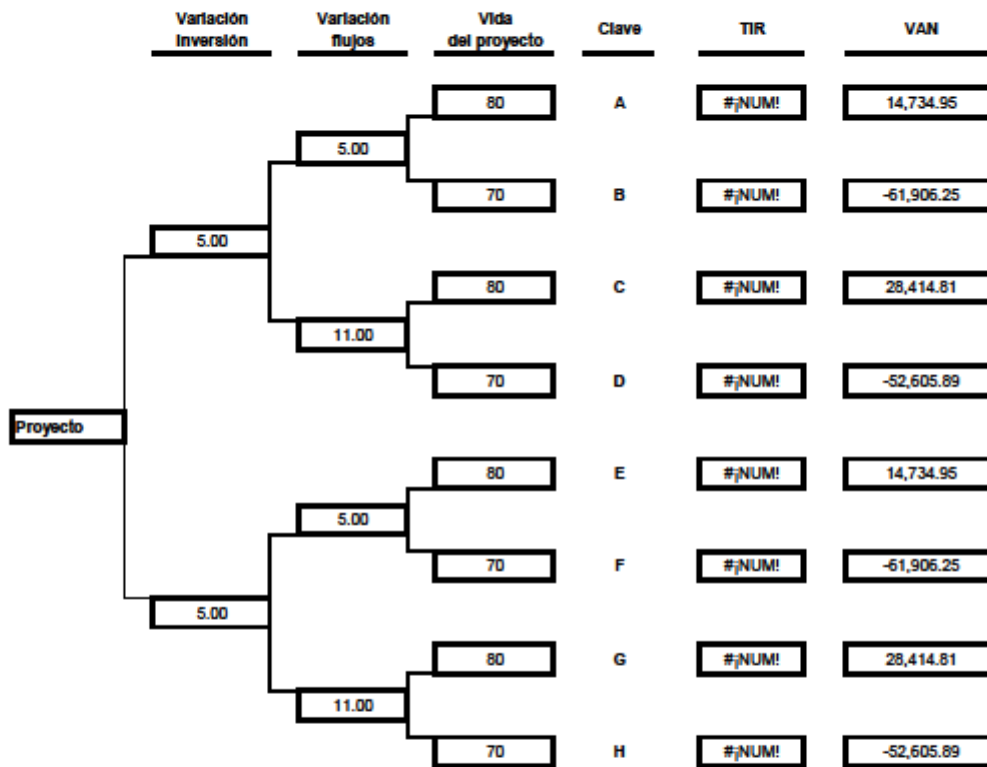 Variación inversión
Variación flujos
Vida del proyecto
Clave
TIR
VAN
80 A #¡NUM! 14,734.95
5.00
70 B #¡NUM! -61,906.25
5.00
80 C #¡NUM! 28,414.81
11.00
70 D #¡NUM! -52,605.89
Proyecto
80 E #¡NUM! 14,734.95
5.00
70 F #¡NUM! -61,906.25
5.00
80 G #¡NUM! 28,414.81
11.00
70 H #¡NUM! -52,605.89